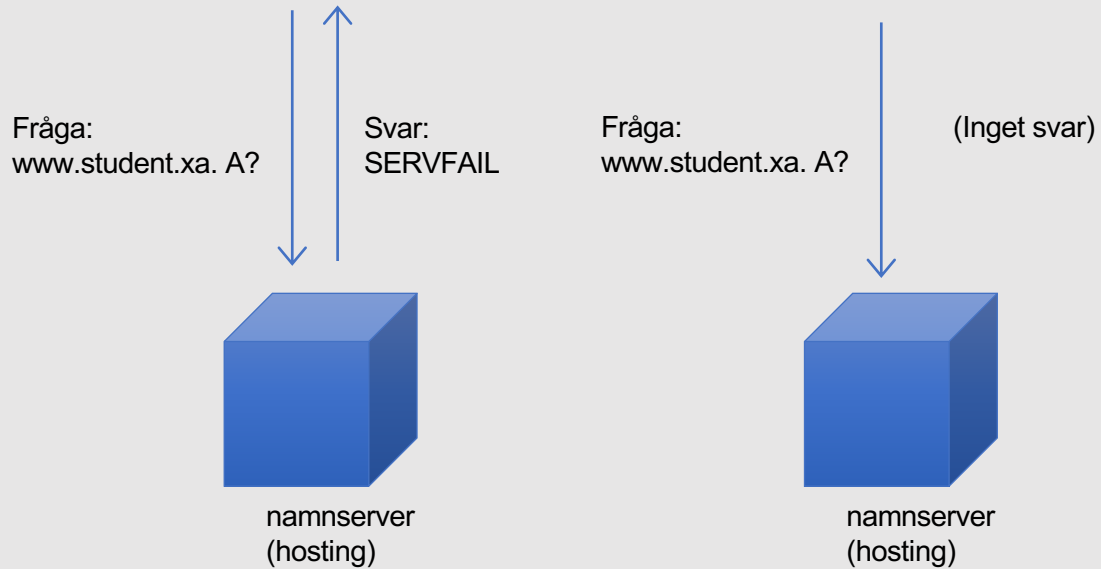 Fråga:
www.student.xa. A?
Svar:
SERVFAIL
Fråga:
www.student.xa. A?
(Inget svar)
namnserver
(hosting)
namnserver
(hosting)